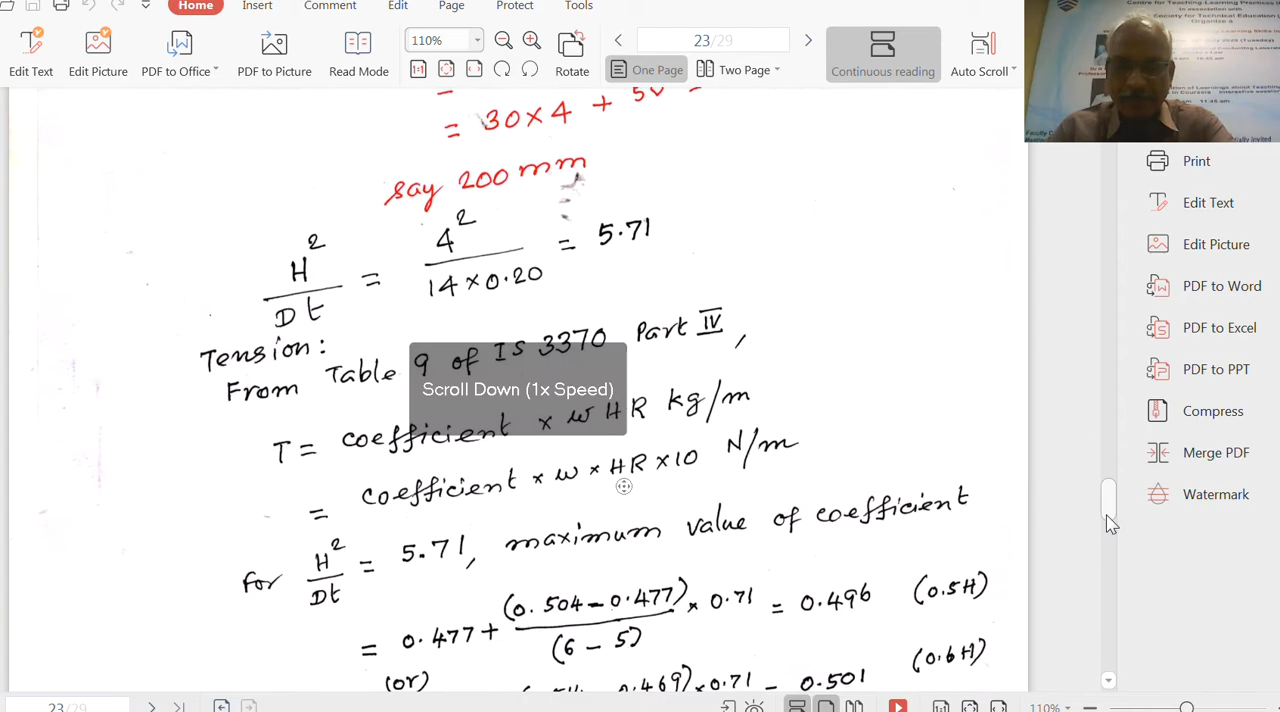 Home Insert Comment Edit Page Protect Tools
Edit Text Edit Picture PDF to Office PDF to Picture Read Mode 110% Rotate 23/29 One Page Two Page Continuous reading Auto Scroll
= 30 × 4 +
say 200 mm
H² / Dt = 4² / 14 × 0.20 = 5.71
Tension:
From Table 9 of IS 3370 Part IV,
Scroll Down (1x Speed)
T = coefficient × w H R kg/m
= coefficient × w × HR × 10 N/m
For H² / Dt = 5.71, maximum value of coefficient
= 0.477 + (0.504 – 0.477) / (6 – 5) × 0.71 = 0.496 (0.5H)
(or)
0.469) × 0.71 = 0.501 (0.6H)
Print
Edit Text
Edit Picture
PDF to Word
PDF to Excel
PDF to PPT
Compress
Merge PDF
Watermark
23/29 110%